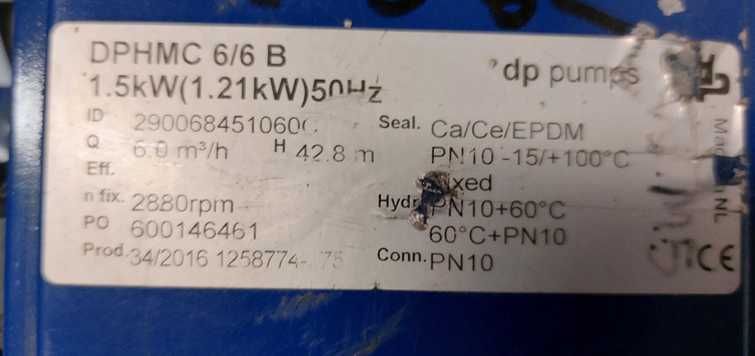 DPHMC 6/6 B
dp pumps
1.5kW(1.21kW)50Hz
ID 290068451060C
Q 6.0 m³/h H 42.8 m
Eff.
n fix. 2880rpm
PO 600146461
Prod. 34/2016 1258774-
Seal. Ca/Ce/EPDM
PN10 -15/+100°C
Hydr. PN10+60°C
60°C+PN10
Conn. PN10
NL
CE